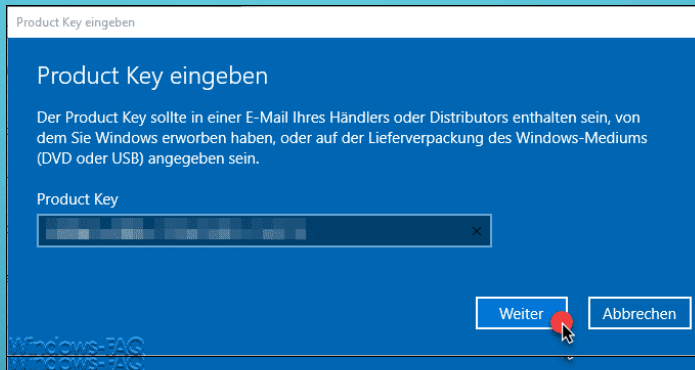 Product Key eingeben
Product Key eingeben
Der Product Key sollte in einer E-Mail Ihres Händlers oder Distributors enthalten sein, von
dem Sie Windows erworben haben, oder auf der Lieferverpackung des Windows-Mediums
(DVD oder USB) angegeben sein.
Product Key
Weiter Abbrechen
Windows-FAQ
Windows-FAQ